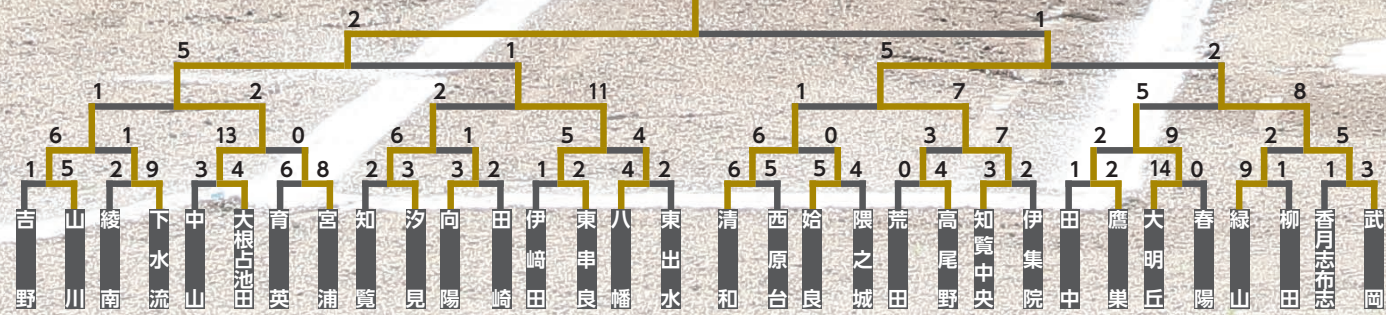 2 1
5 1 5 2
1 2 2 11 1 7 5 8
6 1 13 0 6 1 5 4 6 0 3 7 2 9 2 5
1 5 2 9 3 4 6 8 2 3 3 2 1 2 4 2 6 5 5 4 0 4 3 2 1 2 14 0 9 1 1 3
吉野
山川
綾南
下水流
中山
大根占池田
育英
宮浦
知覧
汐見
向陽
田崎
伊﨑田
東串良
八幡
東出水
清和
西原台
姶良
隈之城
荒田
高尾野
知覧中央
伊集院
田中
鷹巣
大明丘
春陽
緑山
柳田
香月志布志
武岡